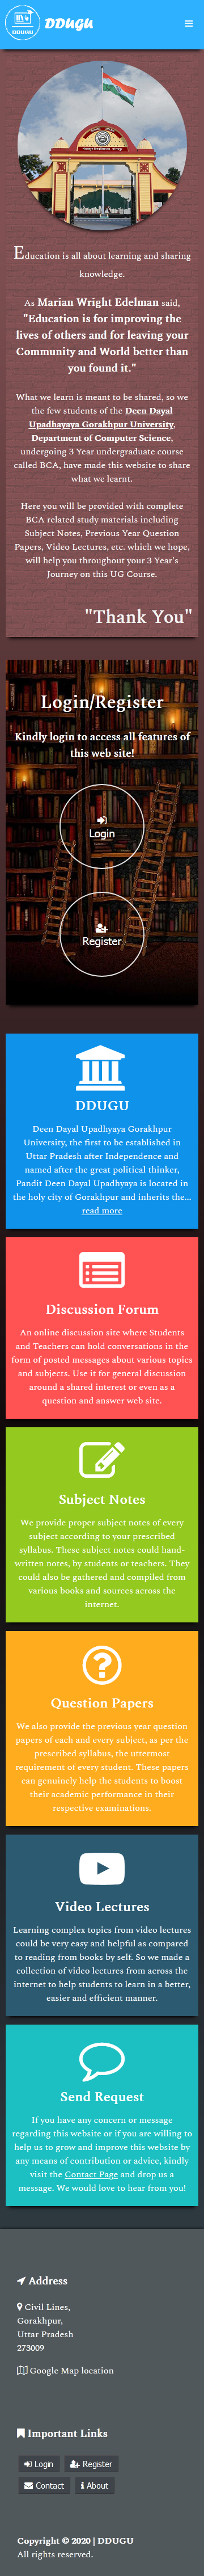 DDUGU
DDUGU
Education is all about learning and sharing
knowledge.
As Marian Wright Edelman said,
"Education is for improving the
lives of others and for leaving your
Community and World better than
you found it."
What we learn is meant to be shared, so we
the few students of the Deen Dayal
Upadhayaya Gorakhpur University,
Department of Computer Science,
undergoing 3 Year undergraduate course
called BCA, have made this website to share
what we learnt.
Here you will be provided with complete
BCA related study materials including
Subject Notes, Previous Year Question
Papers, Video Lectures, etc. which we hope,
will help you throughout your 3 Year's
Journey on this UG Course.
"Thank You"
Login/Register
Kindly login to access all features of
this web site!
Login
Register
DDUGU
Deen Dayal Upadhyaya Gorakhpur
University, the first to be established in
Uttar Pradesh after Independence and
named after the great political thinker,
Pandit Deen Dayal Upadhyaya is located in
the holy city of Gorakhpur and inherits the...
read more
Discussion Forum
An online discussion site where Students
and Teachers can hold conversations in the
form of posted messages about various topics
and subjects. Use it for general discussion
around a shared interest or even as a
question and answer web site.
Subject Notes
We provide proper subject notes of every
subject according to your prescribed
syllabus. These subject notes could hand-
written notes, by students or teachers. They
could also be gathered and compiled from
various books and sources across the
internet.
Question Papers
We also provide the previous year question
papers of each and every subject, as per the
prescribed syllabus, the uttermost
requirement of every student. These papers
can genuinely help the students to boost
their academic performance in their
respective examinations.
Video Lectures
Learning complex topics from video lectures
could be very easy and helpful as compared
to reading from books by self. So we made a
collection of video lectures from across the
internet to help students to learn in a better,
easier and efficient manner.
Send Request
If you have any concern or message
regarding this website or if you are willing to
help us to grow and improve this website by
any means of contribution or advice, kindly
visit the Contact Page and drop us a
message. We would love to hear from you!
Address
Civil Lines,
Gorakhpur,
Uttar Pradesh
273009
Google Map location
Important Links
Login Register
Contact About
Copyright © 2020 | DDUGU
All rights reserved.